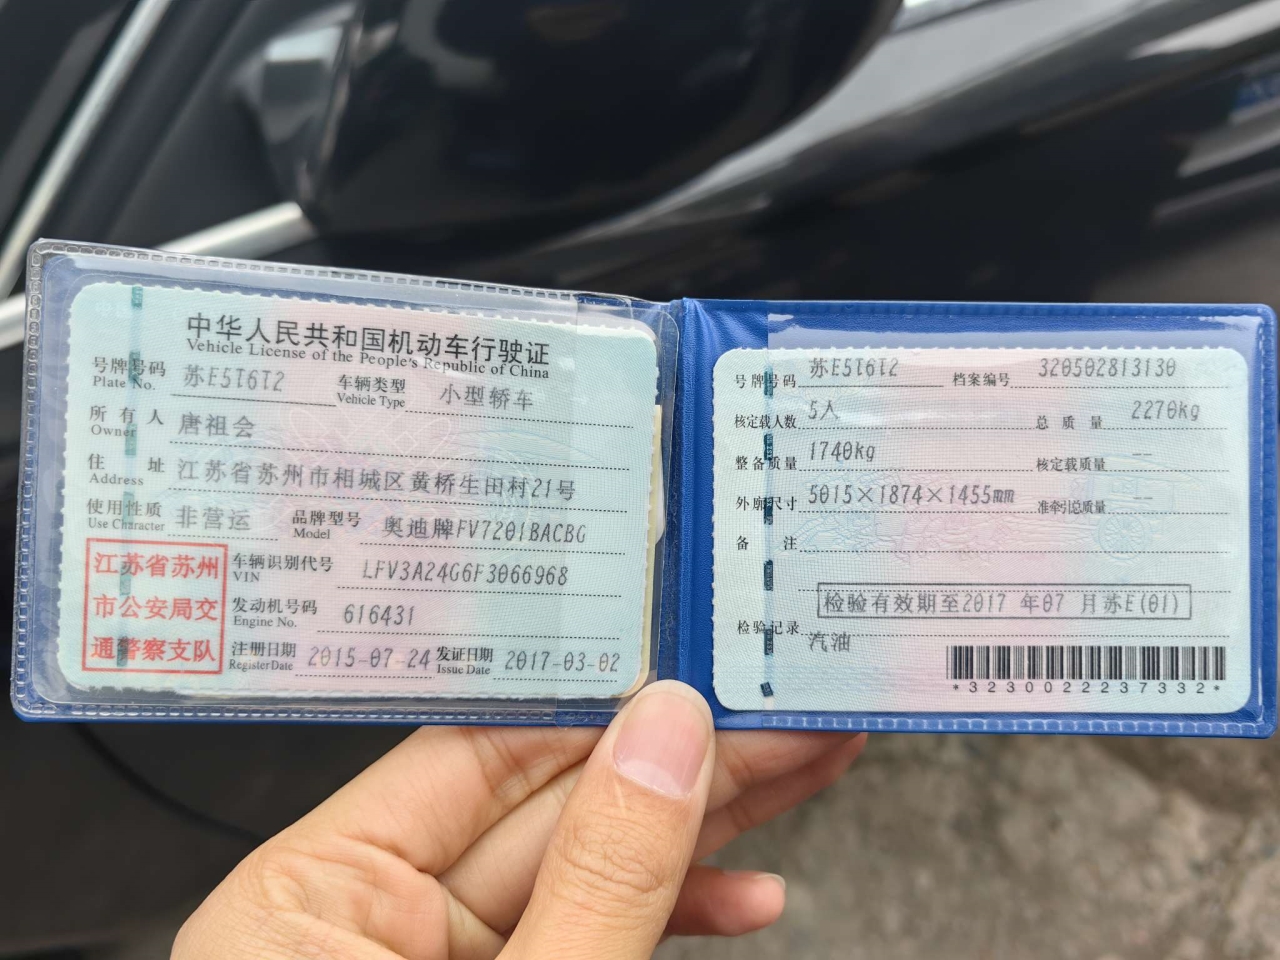 中华人民共和国机动车行驶证
Vehicle License of the People's Republic of China
号牌号码 苏E5T6T2 车辆类型 小型轿车
Plate No. Vehicle Type
所有人 唐祖会
Owner
住址 江苏省苏州市相城区黄桥生田村21号
Address
使用性质 非营运 品牌型号 奥迪牌FV7201BACBG
Use Character Model
江苏省苏州
市公安局交
通警察支队
车辆识别代号 LFV3A24G6F3066968
VIN
发动机号码 616431
Engine No.
注册日期 2015-07-24 发证日期 2017-03-02
Register Date Issue Date
号牌号码 苏E5T6T2 档案编号 320502813130
核定载人数 5人 总质量 2270kg
整备质量 1740kg 核定载质量 --
外廓尺寸 5015×1874×1455mm 准牵引总质量 --
备注
检验有效期至2017 年07 月苏E(01)
检验记录 汽油
*3230022237332*